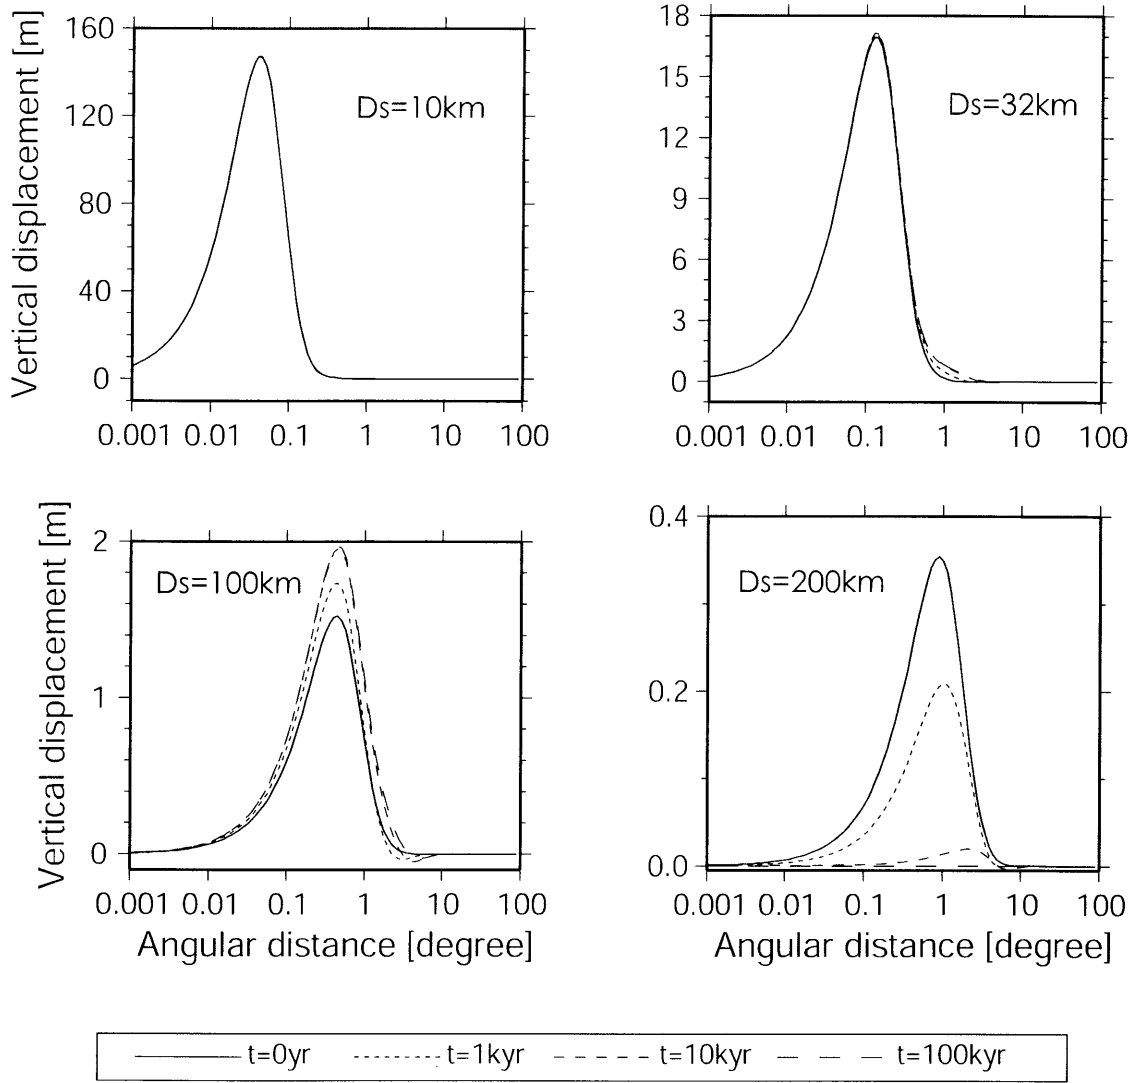 Vertical displacement [m]
160
120
80
40
0
Ds=10km
0.001 0.01 0.1 1 10 100
18
15
12
9
6
3
0
Ds=32km
0.001 0.01 0.1 1 10 100
Vertical displacement [m]
2
1
0
Ds=100km
0.001 0.01 0.1 1 10 100
Angular distance [degree]
0.4
0.2
0.0
Ds=200km
0.001 0.01 0.1 1 10 100
Angular distance [degree]
t=0yr t=1kyr t=10kyr t=100kyr